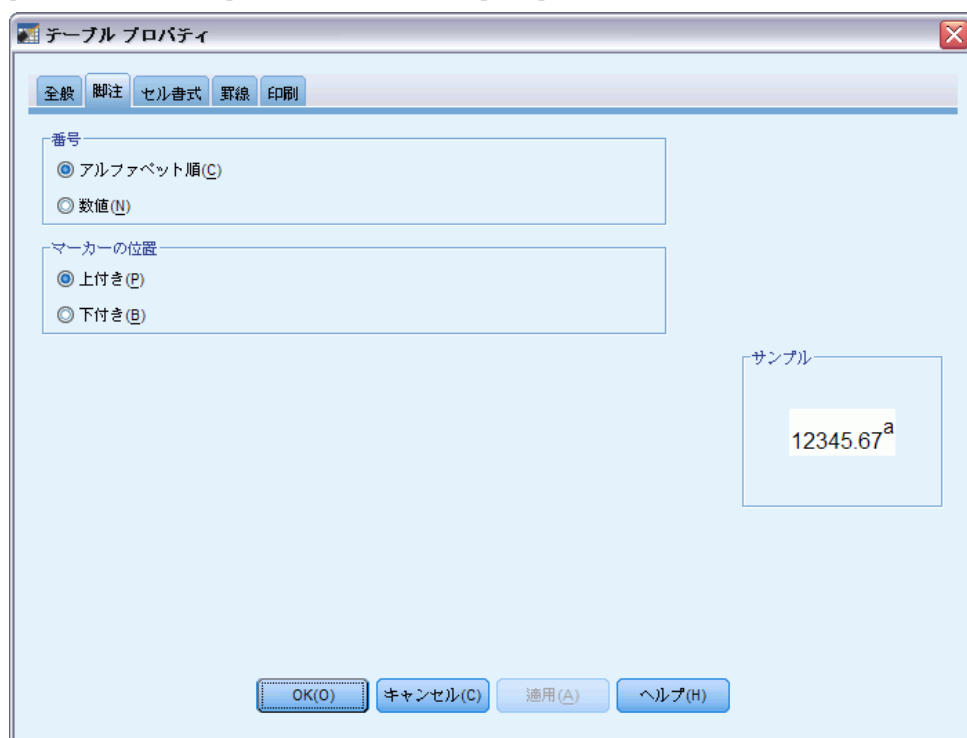 テーブル プロパティ
全般 脚注 セル書式 罫線 印刷
番号
アルファベット順(C)
数値(N)
マーカーの位置
上付き(P)
下付き(B)
サンプル
12345.67a
OK(O) キャンセル(C) 適用(A) ヘルプ(H)